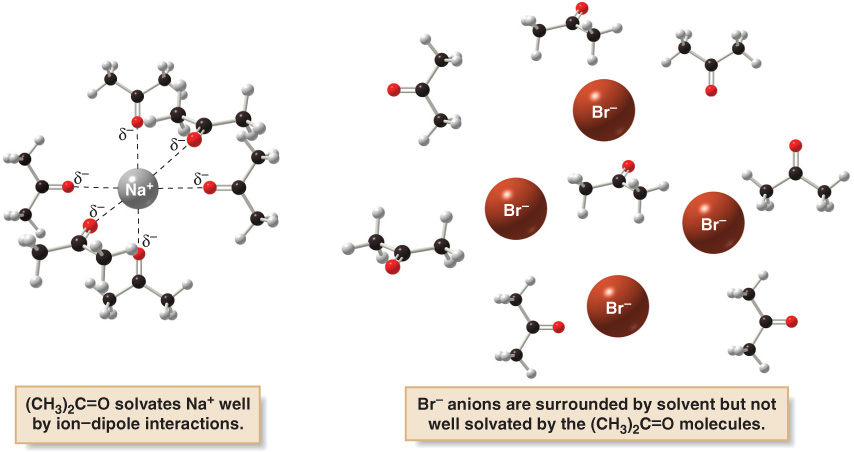 δ−
δ−
δ− Na+ δ−
δ−
δ−
Br−
Br− Br−
Br−
(CH3)2C=O solvates Na+ well
by ion–dipole interactions.
Br− anions are surrounded by solvent but not
well solvated by the (CH3)2C=O molecules.